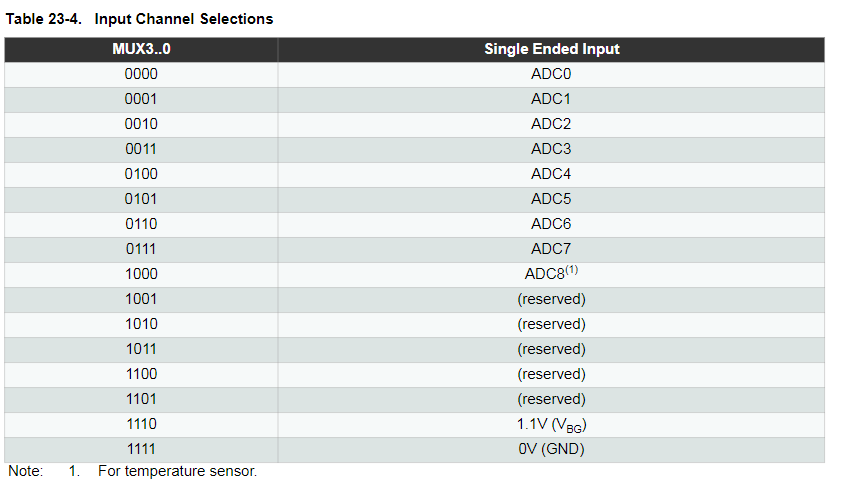 Table 23-4. Input Channel Selections
MUX3..0 Single Ended Input
0000 ADC0
0001 ADC1
0010 ADC2
0011 ADC3
0100 ADC4
0101 ADC5
0110 ADC6
0111 ADC7
1000 ADC8(1)
1001 (reserved)
1010 (reserved)
1011 (reserved)
1100 (reserved)
1101 (reserved)
1110 1.1V (VBG)
1111 0V (GND)
Note: 1. For temperature sensor.